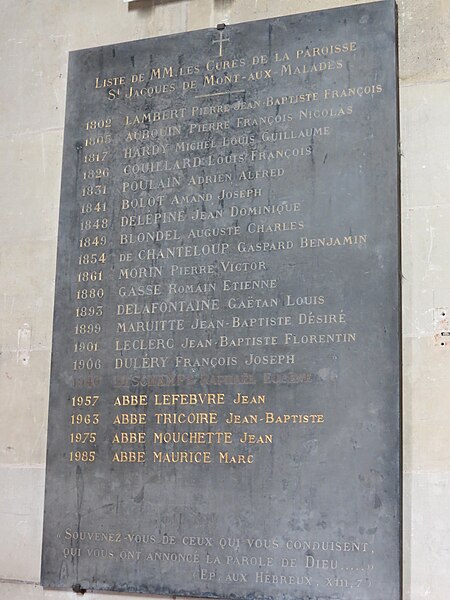 LISTE DE MM. LES CURÉS DE LA PAROISSE
ST JACQUES DE MONT-AUX-MALADES
1802 LAMBERT PIERRE JEAN-BAPTISTE FRANÇOIS
1805 AUBOUIN PIERRE FRANÇOIS NICOLAS
1817 HARDY MICHEL LOUIS GUILLAUME
1826 COUILLARD LOUIS FRANÇOIS
1831 POULAIN ADRIEN ALFRED
1841 BOLOT AMAND JOSEPH
1848 DELÉPINE JEAN DOMINIQUE
1849 BLONDEL AUGUSTE CHARLES
1854 DE CHANTELOUP GASPARD BENJAMIN
1861 MORIN PIERRE VICTOR
1880 GASSE ROMAIN ETIENNE
1893 DELAFONTAINE GAËTAN LOUIS
1899 MARUITTE JEAN-BAPTISTE DÉSIRÉ
1901 LECLERC JEAN-BAPTISTE FLORENTIN
1906 DULÉRY FRANÇOIS JOSEPH
1957 ABBE LEFEBVRE JEAN
1963 ABBE TRICOIRE JEAN-BAPTISTE
1975 ABBE MOUCHETTE JEAN
1985 ABBE MAURICE MARC
« SOUVENEZ-VOUS DE CEUX QUI VOUS CONDUISENT,
QUI VOUS ONT ANNONCÉ LA PAROLE DE DIEU..... »
(EP. AUX HÉBREUX, XIII, 7)